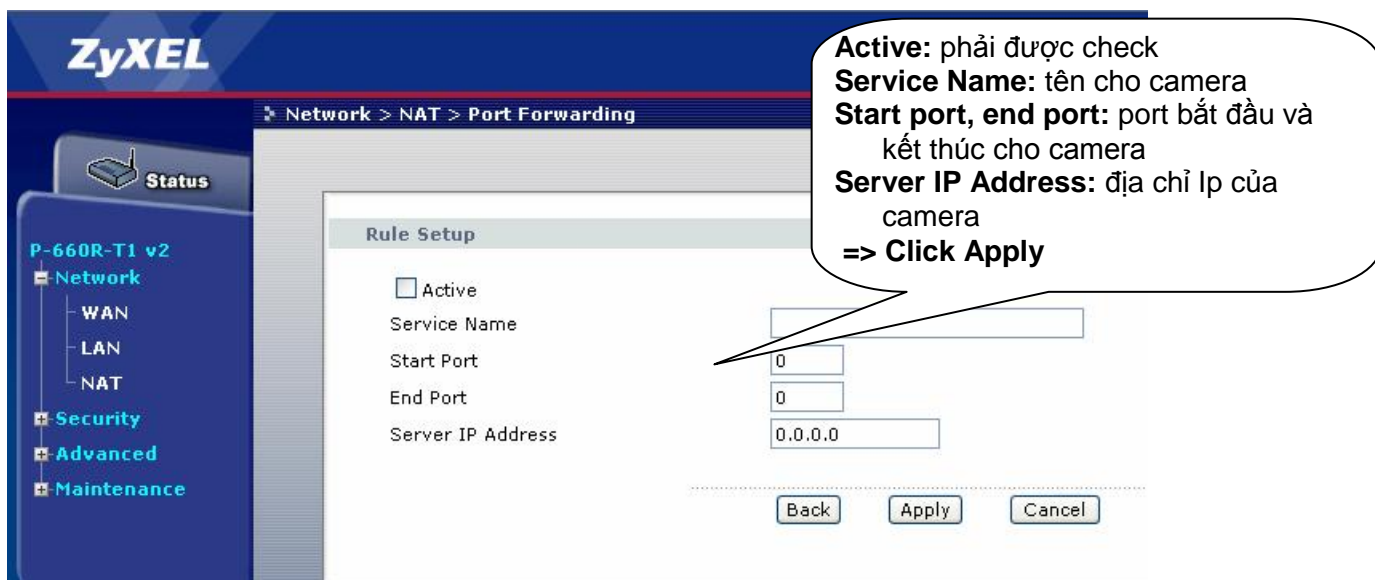 ZyXEL
Active: phải được check
Service Name: tên cho camera
Start port, end port: port bắt đầu và
kết thúc cho camera
Server IP Address: địa chỉ Ip của
camera
=> Click Apply
Network > NAT > Port Forwarding
Status
P-660R-T1 v2
Network
WAN
LAN
NAT
Security
Advanced
Maintenance
Rule Setup
Active
Service Name
Start Port 0
End Port 0
Server IP Address 0.0.0.0
Back Apply Cancel